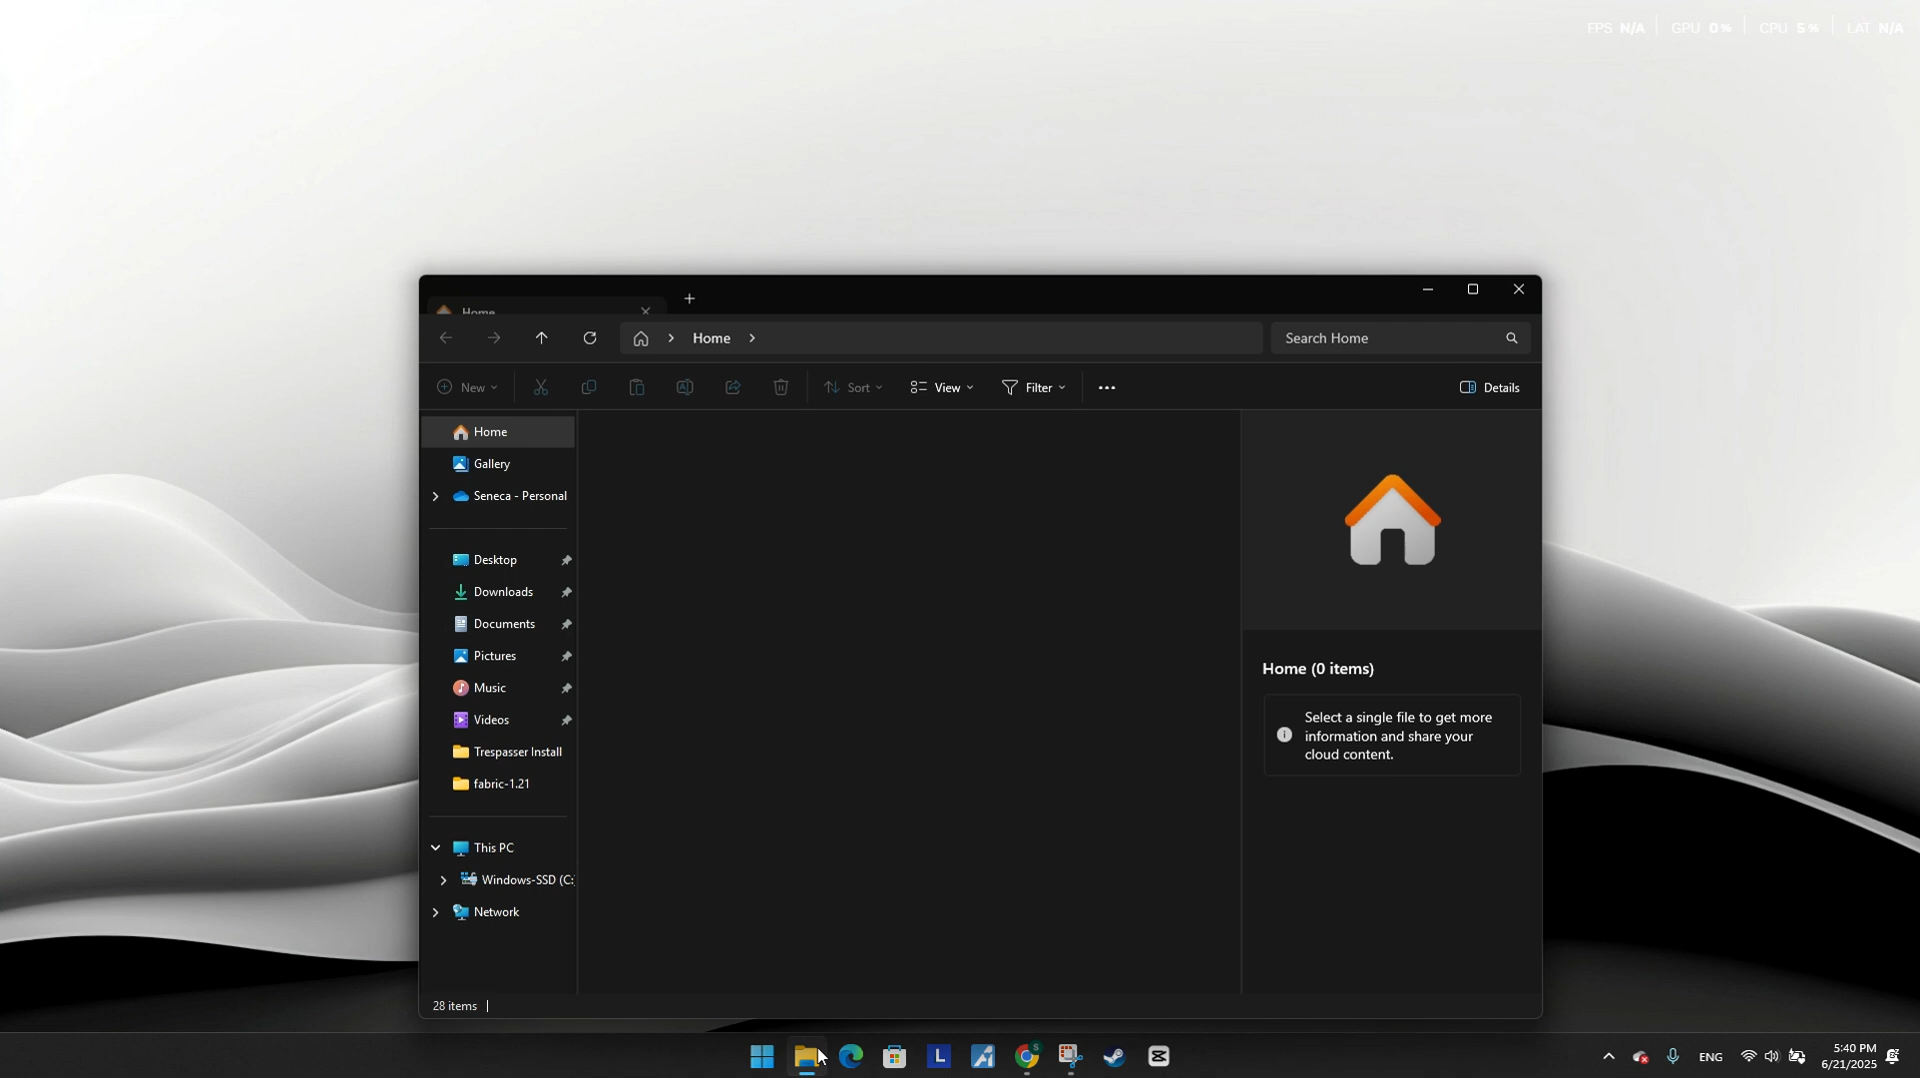 FPS N/A GPU 0% CPU 5% LAT N/A
Home
Home
Search Home
New
Sort
View
Filter
Details
Home
Gallery
Seneca - Personal
Desktop
Downloads
Documents
Pictures
Music
Videos
Trespasser Install
fabric-1.21
This PC
Windows-SSD (C:
Network
Home (0 items)
Select a single file to get more
information and share your
cloud content.
28 items
L
S
ENG
5:40 PM
6/21/2025